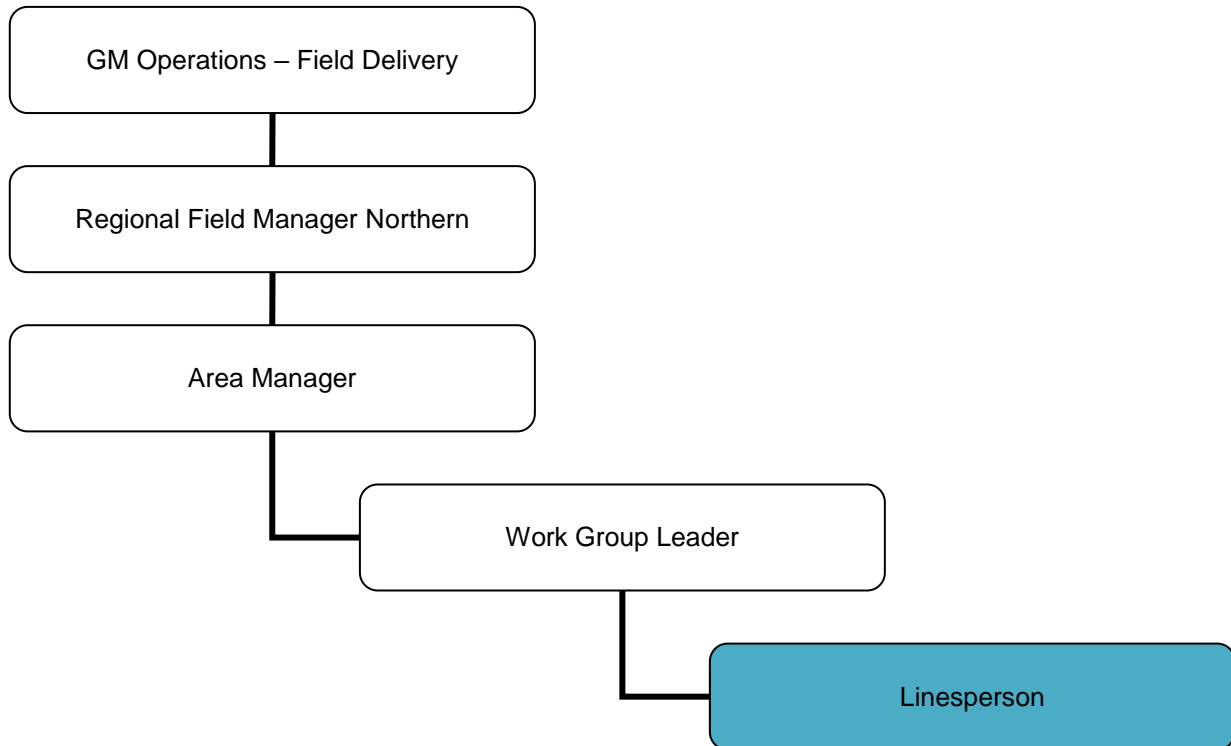 GM Operations – Field Delivery
Regional Field Manager Northern
Area Manager
Work Group Leader
Linesperson